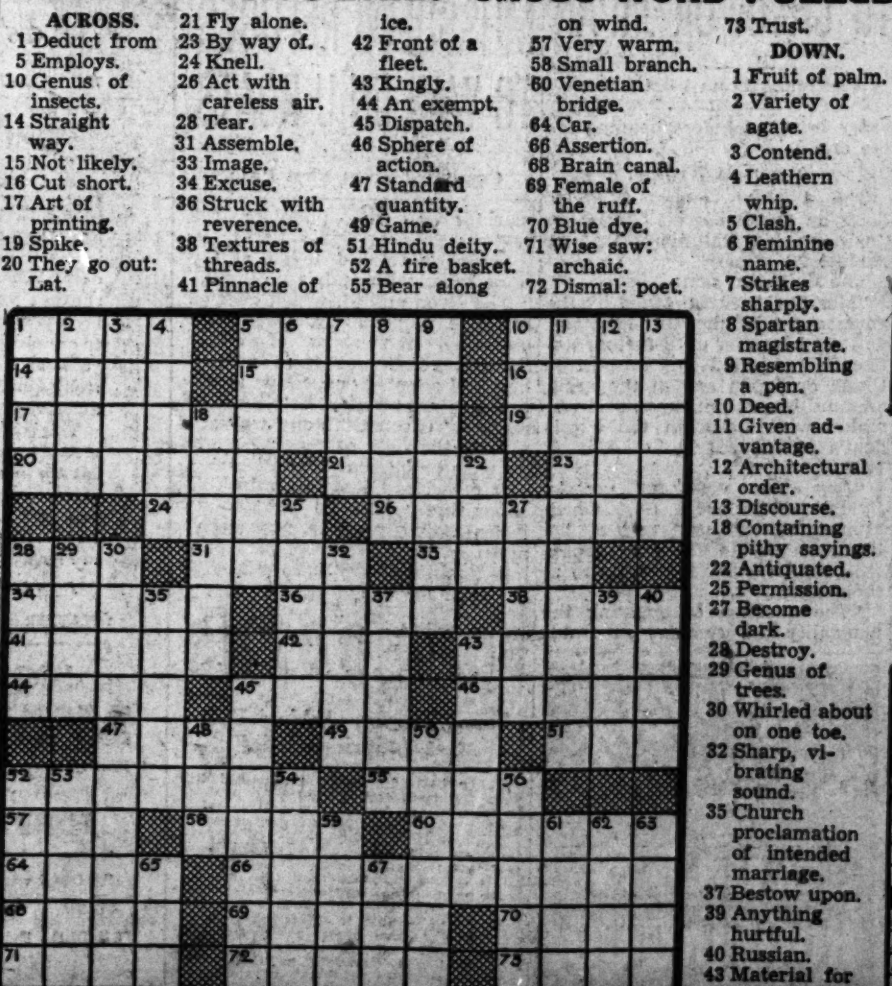 ACROSS.
1 Deduct from
5 Employs.
10 Genus of
insects.
14 Straight
way.
15 Not likely.
16 Cut short.
17 Art of
printing.
19 Spike.
20 They go out:
Lat.
21 Fly alone.
23 By way of.
24 Knell.
26 Act with
careless air.
28 Tear.
31 Assemble.
33 Image.
34 Excuse.
36 Struck with
reverence.
38 Textures of
threads.
41 Pinnacle of
ice.
42 Front of a
fleet.
43 Kingly.
44 An exempt.
45 Dispatch.
46 Sphere of
action.
47 Standard
quantity.
49 Game.
51 Hindu deity.
52 A fire basket.
55 Bear along
on wind.
57 Very warm.
58 Small branch.
60 Venetian
bridge.
64 Car.
66 Assertion.
68 Brain canal.
69 Female of
the ruff.
70 Blue dye.
71 Wise saw:
archaic.
72 Dismal: poet.
73 Trust.
DOWN.
1 Fruit of palm.
2 Variety of
agate.
3 Contend.
4 Leathern
whip.
5 Clash.
6 Feminine
name.
7 Strikes
sharply.
8 Spartan
magistrate.
9 Resembling
a pen.
10 Deed.
11 Given ad-
vantage.
12 Architectural
order.
13 Discourse.
18 Containing
pithy sayings.
22 Antiquated.
25 Permission.
27 Become
dark.
28 Destroy.
29 Genus of
trees.
30 Whirled about
on one toe.
32 Sharp, vi-
brating
sound.
35 Church
proclamation
of intended
marriage.
37 Bestow upon.
39 Anything
hurtful.
40 Russian.
43 Material for
1 2 3 4 5 6 7 8 9 10 11 12 13
14 15 16
17 18 19
20 21 22 23
24 25 26 27
28 29 30 31 32 33
34 35 36 37 38 39 40
41 42 43
44 45 46
47 48 49 50 51
52 53 54 55 56
57 58 59 60 61 62 63
64 65 66 67
68 69 70
71 72 73